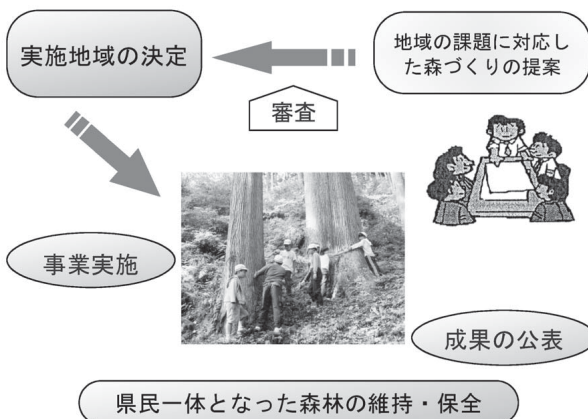 実施地域の決定
地域の課題に対応し
た森づくりの提案
審査
事業実施
成果の公表
県民一体となった森林の維持・保全